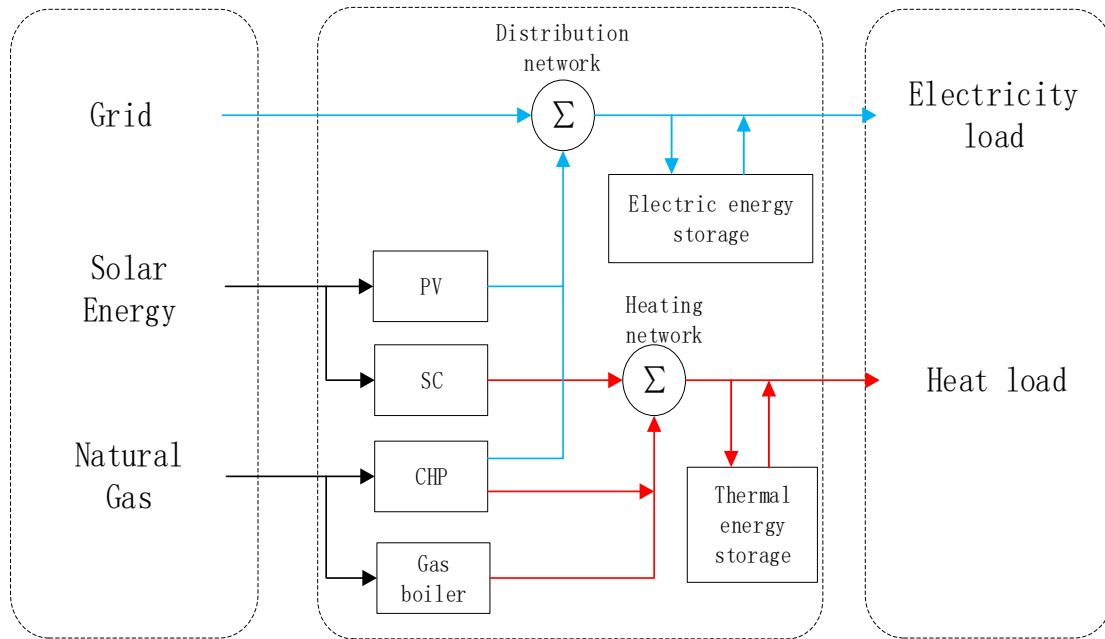 Grid
Solar
Energy
Natural
Gas
Distribution
network
Σ
Electric energy
storage
PV
SC
CHP
Gas
boiler
Heating
network
Σ
Thermal
energy
storage
Electricity
load
Heat load